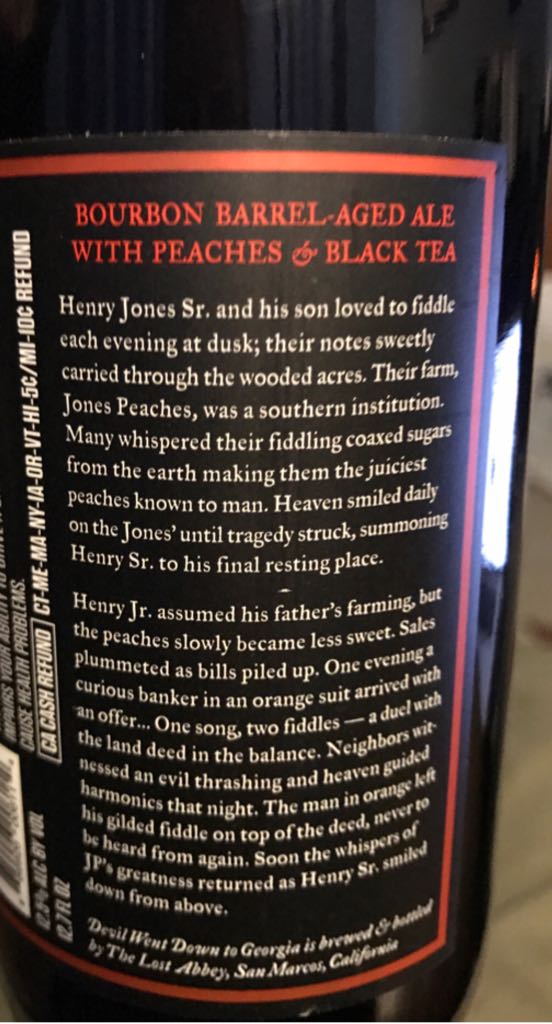 BOURBON BARREL-AGED ALE
WITH PEACHES & BLACK TEA
Henry Jones Sr. and his son loved to fiddle
each evening at dusk; their notes sweetly
carried through the wooded acres. Their farm,
Jones Peaches, was a southern institution.
Many whispered their fiddling coaxed sugars
from the earth making them the juiciest
peaches known to man. Heaven smiled daily
on the Jones' until tragedy struck, summoning
Henry Sr. to his final resting place.
Henry Jr. assumed his father's farming, but
the peaches slowly became less sweet. Sales
plummeted as bills piled up. One evening a
curious banker in an orange suit arrived with
an offer... One song, two fiddles — a duel with
the land deed in the balance. Neighbors wit-
nessed an evil thrashing and heaven guided
harmonics that night. The man in orange left
his gilded fiddle on top of the deed, never to
be heard from again. Soon the whispers of
JP's greatness returned as Henry Sr. smiled
down from above.
Devil Went Down to Georgia is brewed & bottled
by The Lost Abbey, San Marcos, California
CAUSE HEALTH PROBLEMS.
CA CASH REFUND CT-ME-MA-NY-IA-OR-VT-HI-5¢/MI-10¢ REFUND
ALC BY VOL
12.7 FL OZ